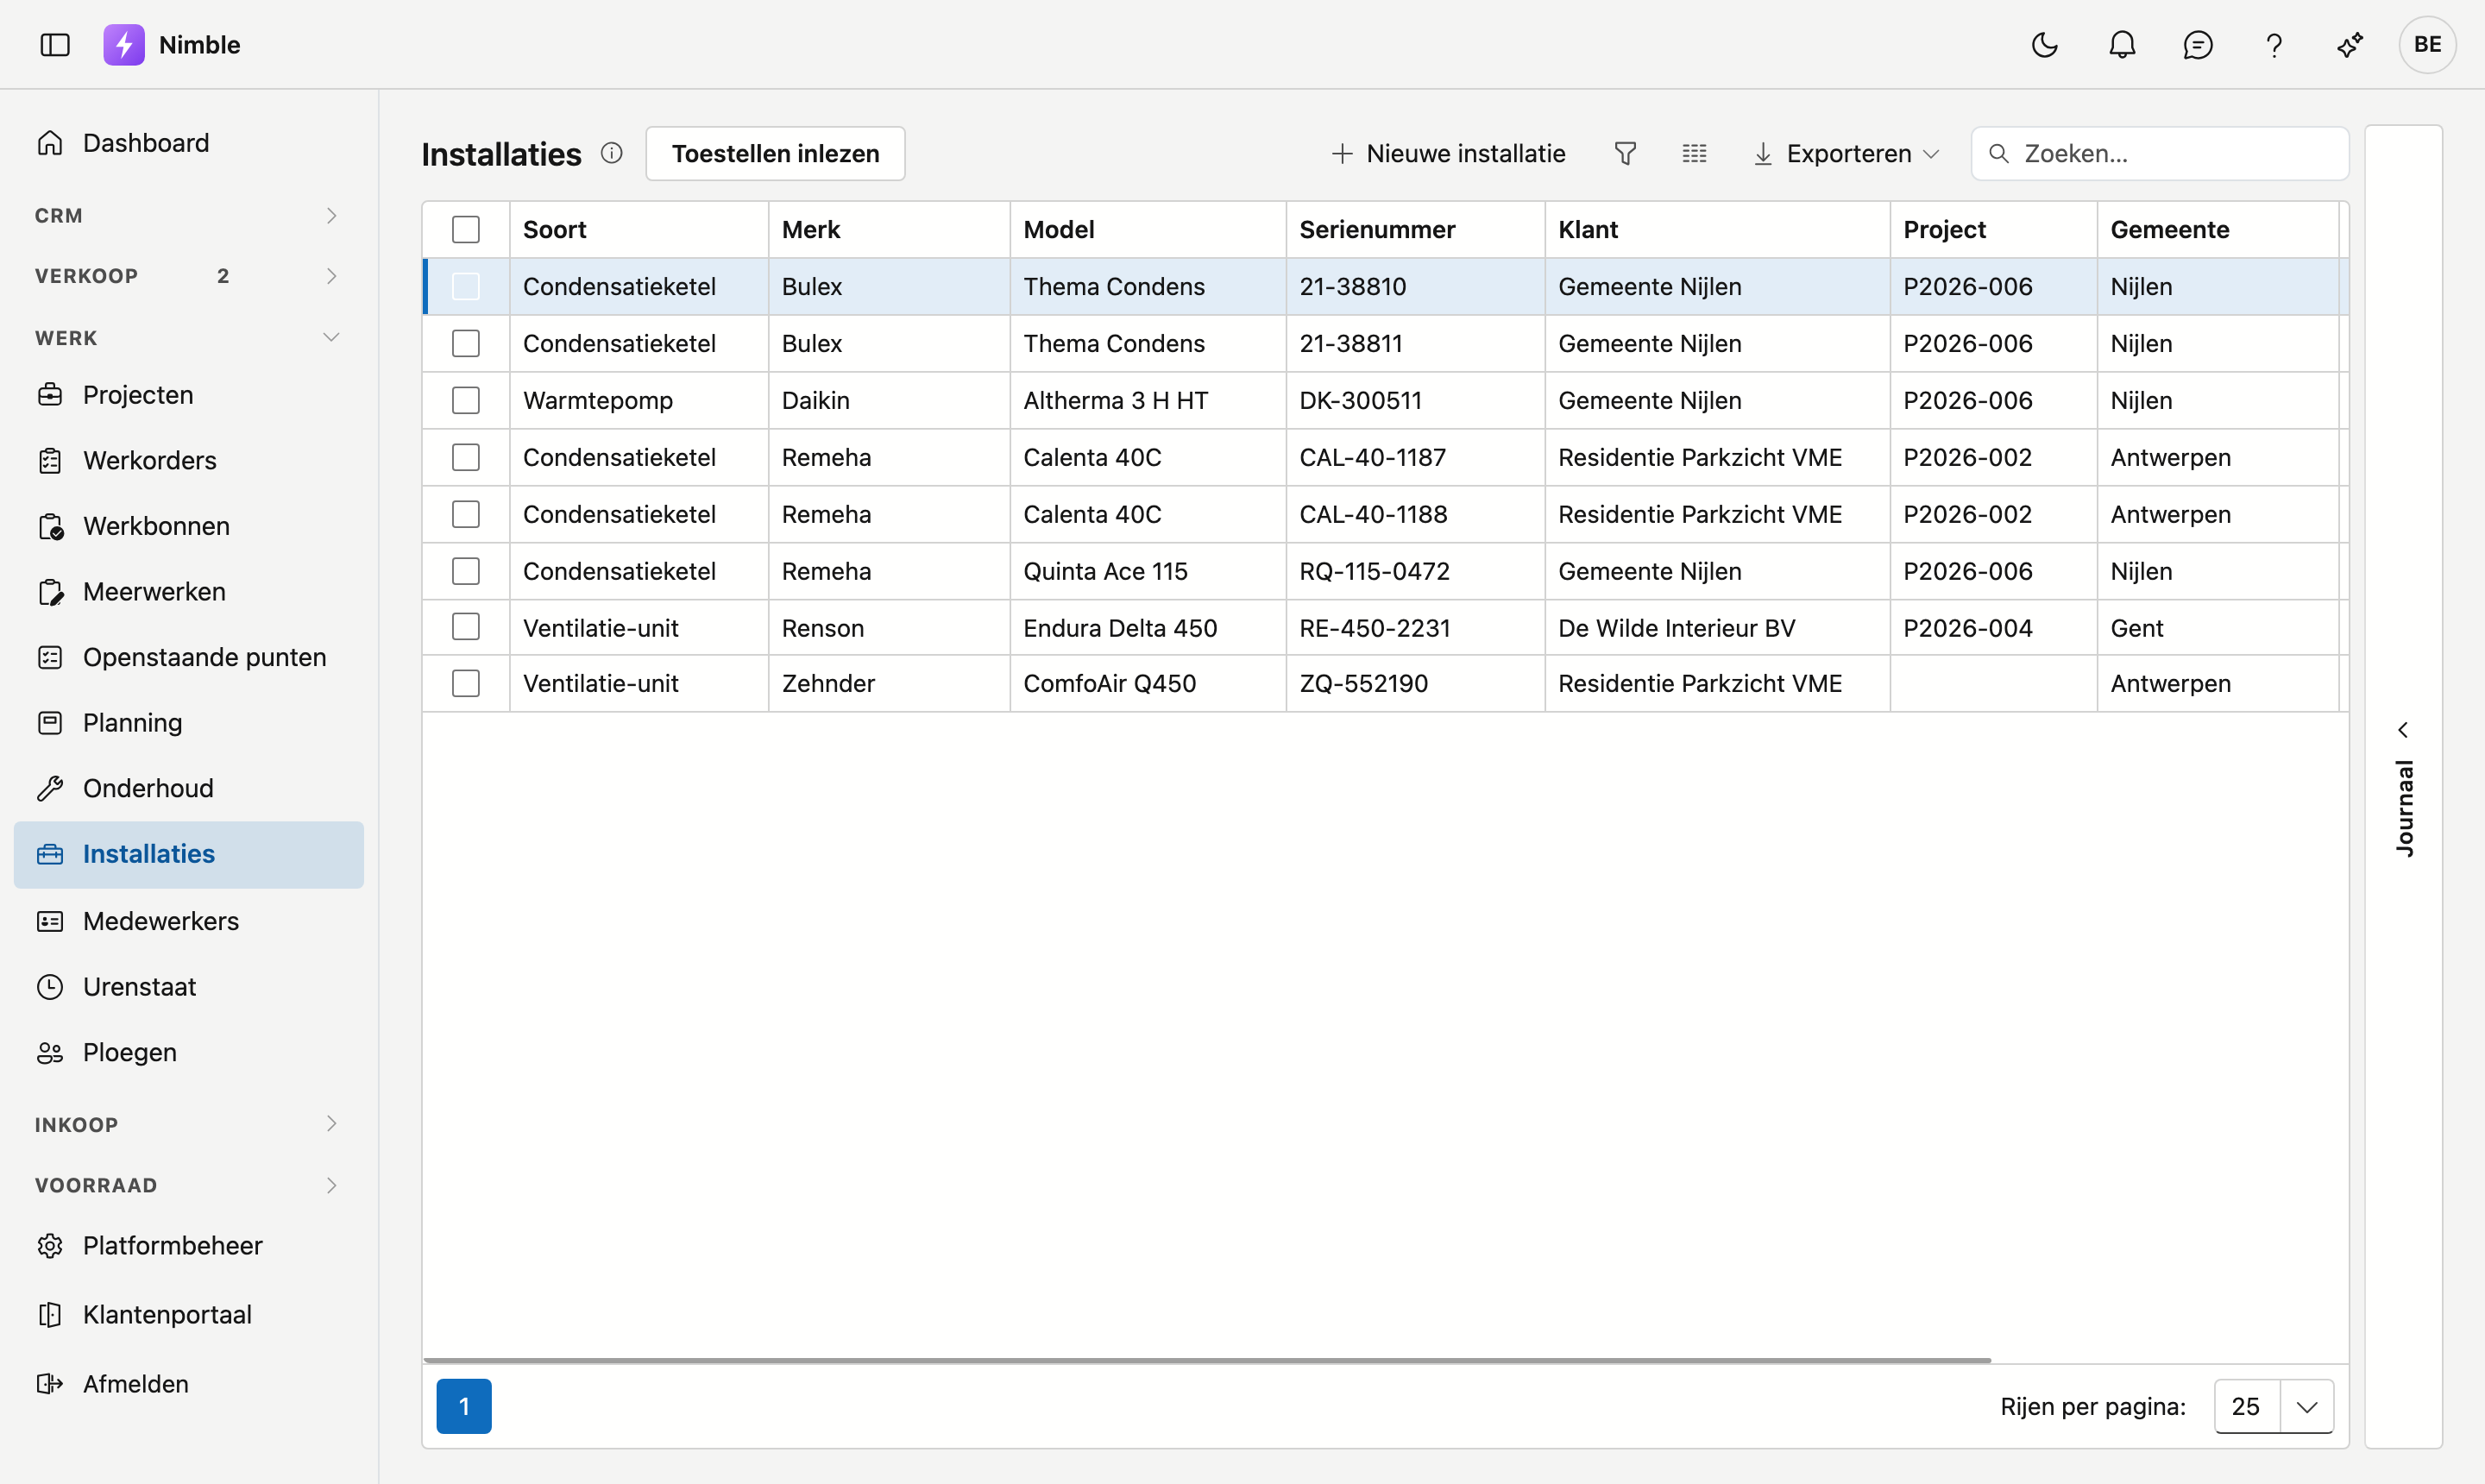 Nimble
BE
Dashboard
CRM
VERKOOP 2
WERK
Projecten
Werkorders
Werkbonnen
Meerwerken
Openstaande punten
Planning
Onderhoud
Installaties
Medewerkers
Urenstaat
Ploegen
INKOOP
VOORRAAD
Platformbeheer
Klantenportaal
Afmelden
Installaties Toestellen inlezen Nieuwe installatie Exporteren Zoeken...
Soort Merk Model Serienummer Klant Project Gemeente
Condensatieketel Bulex Thema Condens 21-38810 Gemeente Nijlen P2026-006 Nijlen
Condensatieketel Bulex Thema Condens 21-38811 Gemeente Nijlen P2026-006 Nijlen
Warmtepomp Daikin Altherma 3 H HT DK-300511 Gemeente Nijlen P2026-006 Nijlen
Condensatieketel Remeha Calenta 40C CAL-40-1187 Residentie Parkzicht VME P2026-002 Antwerpen
Condensatieketel Remeha Calenta 40C CAL-40-1188 Residentie Parkzicht VME P2026-002 Antwerpen
Condensatieketel Remeha Quinta Ace 115 RQ-115-0472 Gemeente Nijlen P2026-006 Nijlen
Ventilatie-unit Renson Endura Delta 450 RE-450-2231 De Wilde Interieur BV P2026-004 Gent
Ventilatie-unit Zehnder ComfoAir Q450 ZQ-552190 Residentie Parkzicht VME Antwerpen
1 Rijen per pagina: 25
Journaal